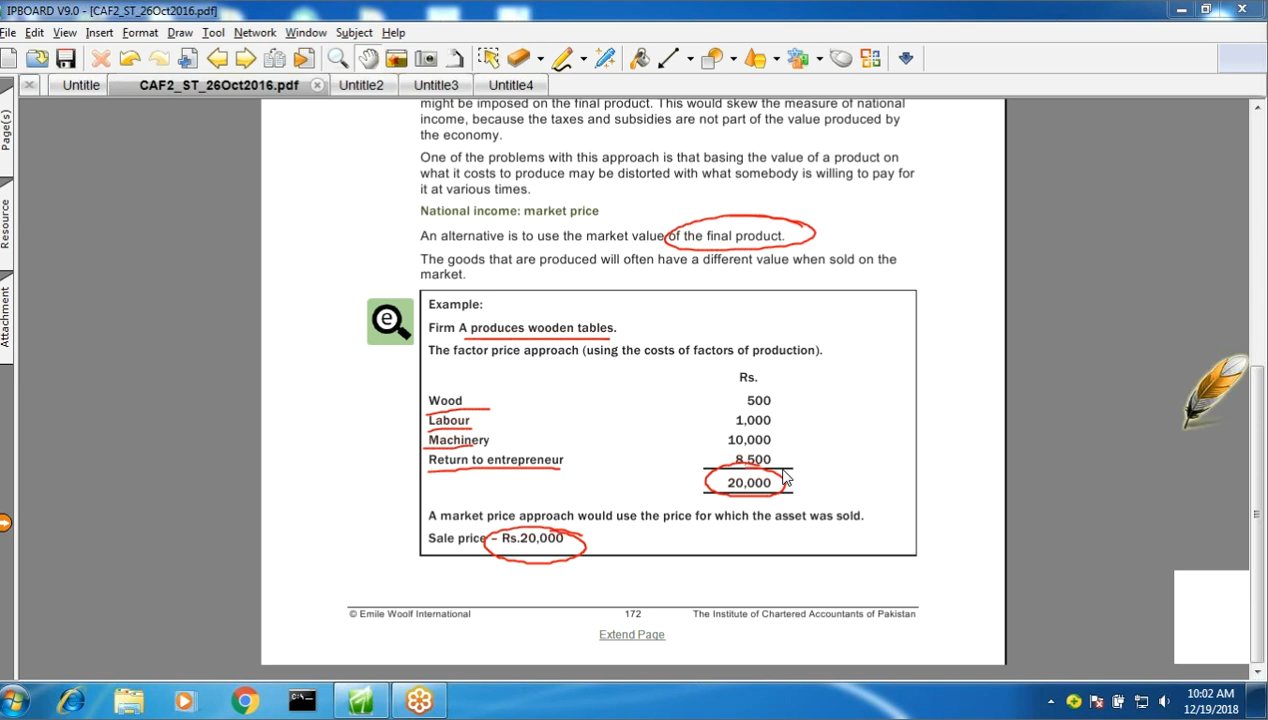 IPBOARD V9.0 - [CAF2_ST_26Oct2016.pdf]
File Edit View Insert Format Draw Tool Network Window Subject Help
Untitle CAF2_ST_26Oct2016.pdf Untitle2 Untitle3 Untitle4
Page(s)
Resource
Attachment
might be imposed on the final product. This would skew the measure of national
income, because the taxes and subsidies are not part of the value produced by
the economy.
One of the problems with this approach is that basing the value of a product on
what it costs to produce may be distorted with what somebody is willing to pay for
it at various times.
National income: market price
An alternative is to use the market value of the final product.
The goods that are produced will often have a different value when sold on the
market.
e
Example:
Firm A produces wooden tables.
The factor price approach (using the costs of factors of production).
Rs.
Wood 500
Labour 1,000
Machinery 10,000
Return to entrepreneur 8,500
20,000
A market price approach would use the price for which the asset was sold.
Sale price – Rs.20,000
© Emile Woolf International 172 The Institute of Chartered Accountants of Pakistan
Extend Page
10:02 AM
12/19/2018